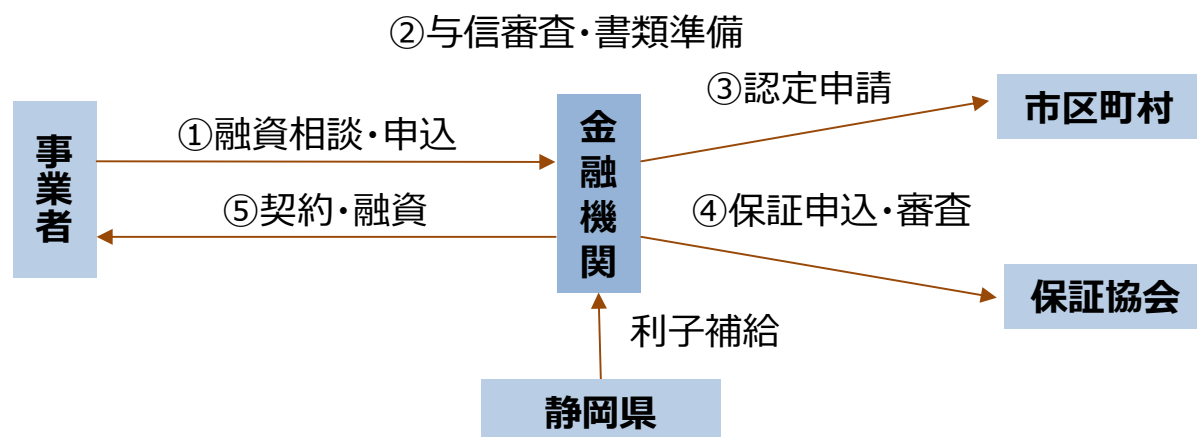 ②与信審査・書類準備
③認定申請
市区町村
①融資相談・申込
金融機関
事業者
⑤契約・融資
④保証申込・審査
保証協会
利子補給
静岡県